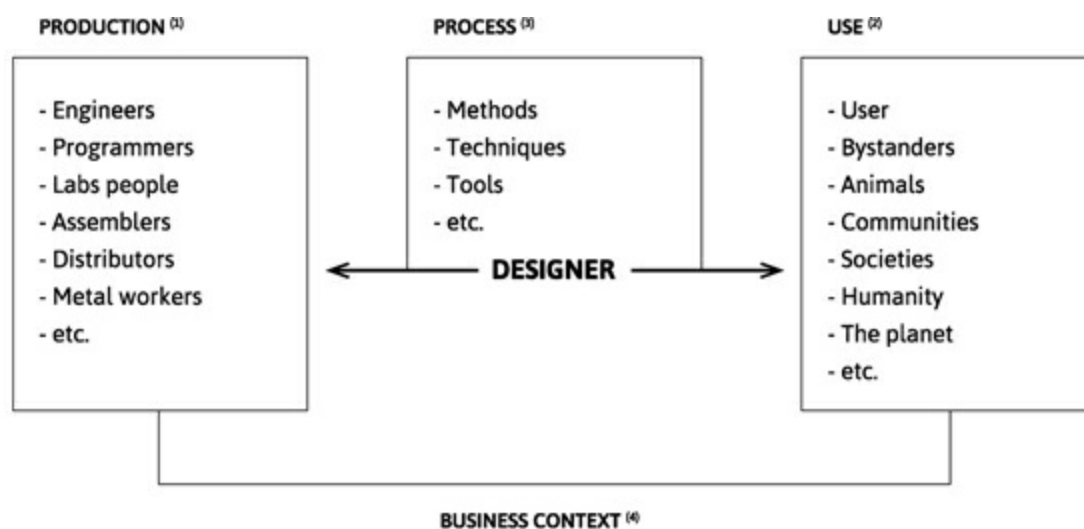 PRODUCTION (1)
- Engineers
- Programmers
- Labs people
- Assemblers
- Distributors
- Metal workers
- etc.
PROCESS (3)
- Methods
- Techniques
- Tools
- etc.
DESIGNER
USE (2)
- User
- Bystanders
- Animals
- Communities
- Societies
- Humanity
- The planet
- etc.
BUSINESS CONTEXT (4)